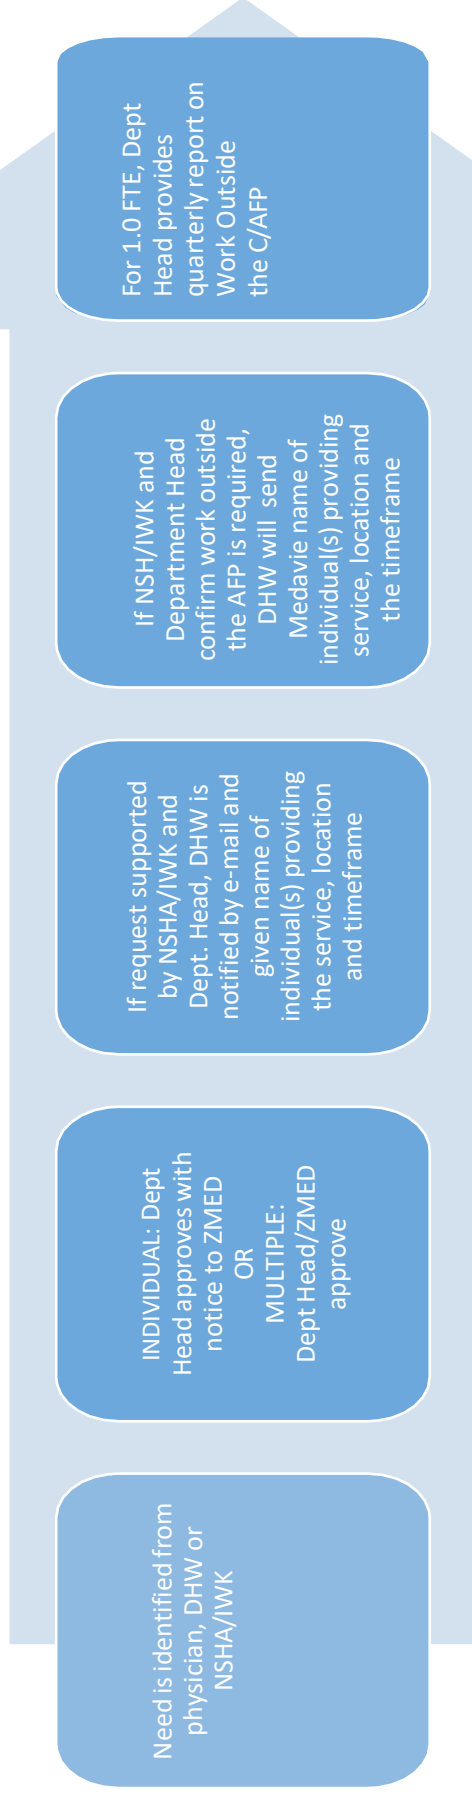 Need is identified from
physician, DHW or
NSHA/IWK
INDIVIDUAL: Dept
Head approves with
notice to ZMED
OR
MULTIPLE:
Dept Head/ZMED
approve
If request supported
by NSHA/IWK and
Dept. Head, DHW is
notified by e-mail and
given name of
individual(s) providing
the service, location
and timeframe
If NSH/IWK and
Department Head
confirm work outside
the AFP is required,
DHW will send
Medavie name of
individual(s) providing
service, location and
the timeframe
For 1.0 FTE, Dept
Head provides
quarterly report on
Work Outside
the C/AFP